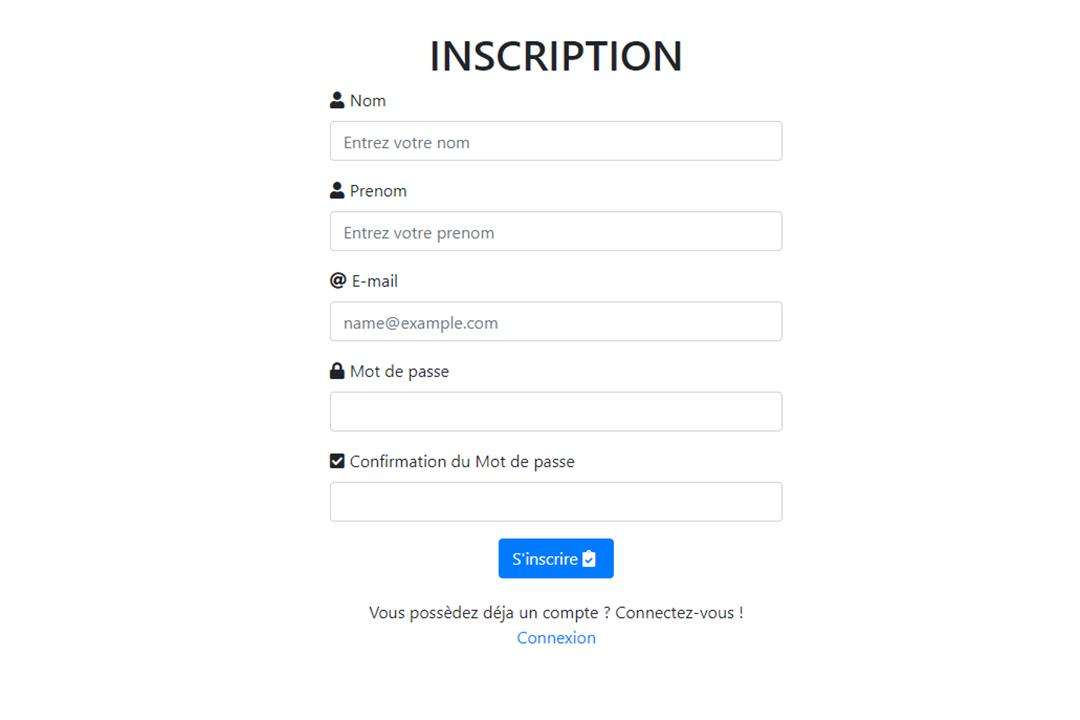 INSCRIPTION
Nom
Entrez votre nom
Prenom
Entrez votre prenom
@ E-mail
name@example.com
Mot de passe
Confirmation du Mot de passe
S'inscrire
Vous possèdez déja un compte ? Connectez-vous !
Connexion